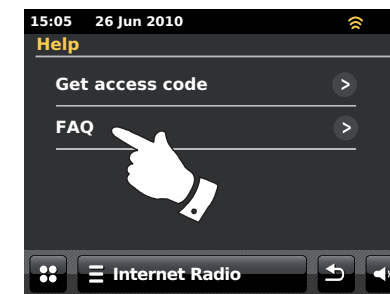 15:05 26 Jun 2010
Help
Get access code >
FAQ >
Internet Radio